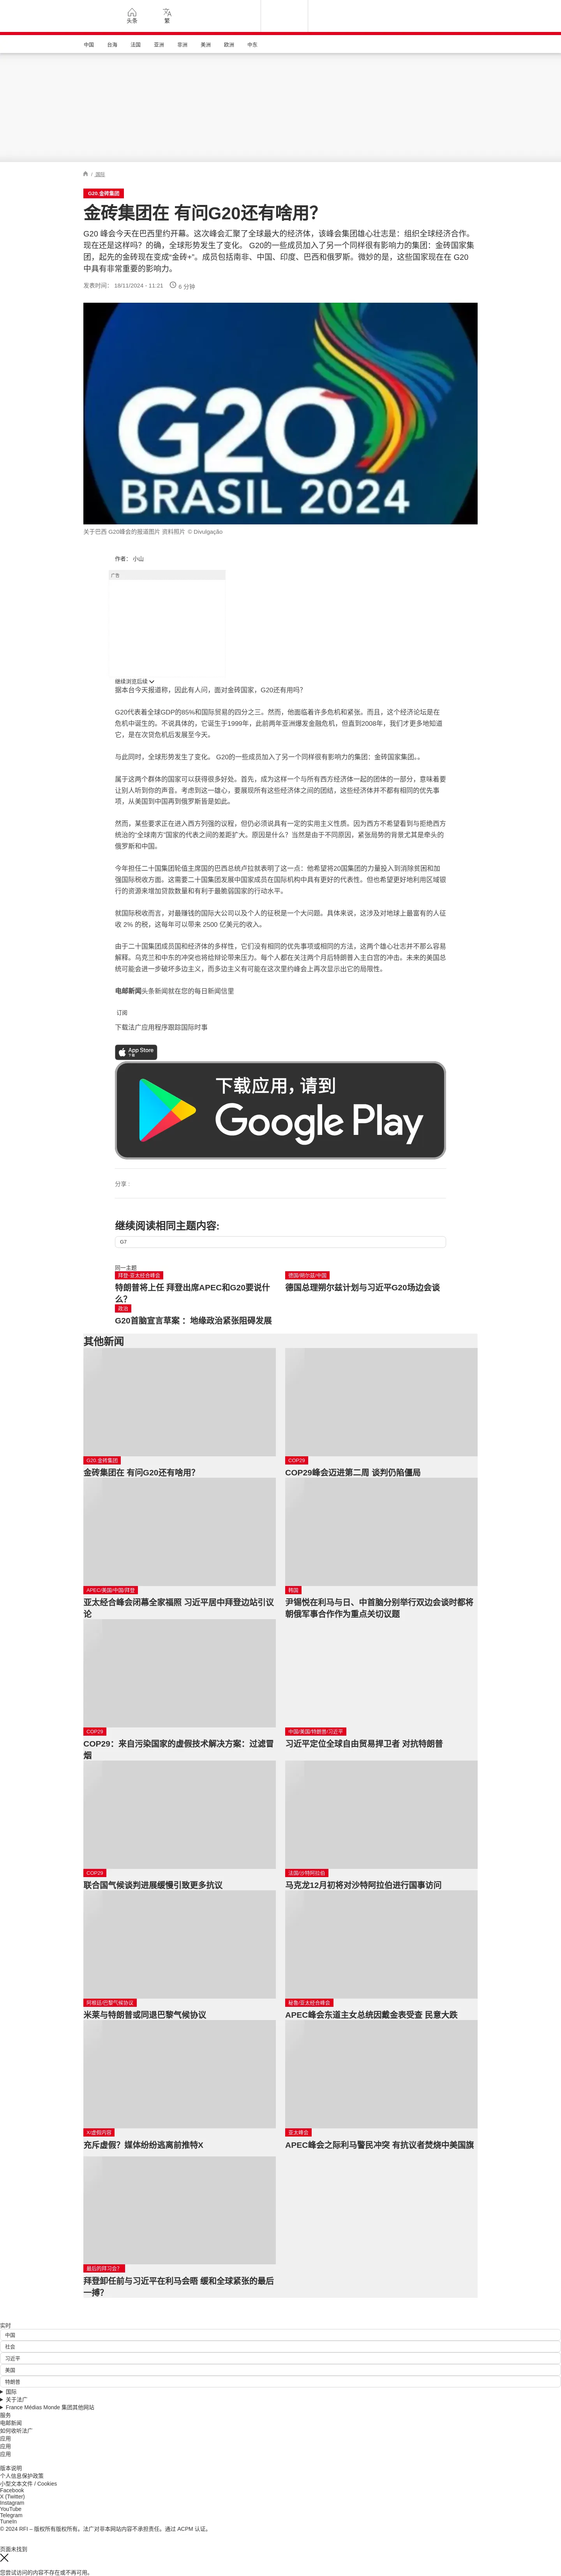 头条
繁
中国
台海
法国
亚洲
非洲
美洲
欧洲
中东
/ 国际
G20 金砖集团
金砖集团在 有问G20还有啥用?
G20 峰会今天在巴西里约开幕。这次峰会汇聚了全球最大的经济体，该峰会集团雄心壮志是：组织全球经济合作。
现在还是这样吗？的确，全球形势发生了变化。 G20的一些成员加入了另一个同样很有影响力的集团：金砖国家集
团，起先的金砖现在变成“金砖+”。成员包括南非、中国、印度、巴西和俄罗斯。微妙的是，这些国家现在在 G20
中具有非常重要的影响力。
发表时间： 18/11/2024 - 11:21
6 分钟
G20
BRASIL 2024
关于巴西 G20峰会的报道图片 资料照片 © Divulgação
作者： 小山
广告
继续浏览后续
据本台今天报道称，因此有人问，面对金砖国家，G20还有用吗？
G20代表着全球GDP的85%和国际贸易的四分之三。然而，他面临着许多危机和紧张。而且，这个经济论坛是在
危机中诞生的。不说具体的，它诞生于1999年，此前两年亚洲爆发金融危机，但直到2008年，我们才更多地知道
它，是在次贷危机后发展至今天。
与此同时，全球形势发生了变化。 G20的一些成员加入了另一个同样很有影响力的集团：金砖国家集团。。
属于这两个群体的国家可以获得很多好处。首先，成为这样一个与所有西方经济体一起的团体的一部分，意味着要
让别人听到你的声音。考虑到这一雄心，要展现所有这些经济体之间的团结，这些经济体并不都有相同的优先事
项，从美国到中国再到俄罗斯皆是如此。
然而，某些要求正在进入西方列强的议程，但仍必须说具有一定的实用主义性质。因为西方不希望看到与拒绝西方
统治的“全球南方”国家的代表之间的差距扩大。原因是什么？当然是由于不同原因，紧张局势的背景尤其是牵头的
俄罗斯和中国。
今年担任二十国集团轮值主席国的巴西总统卢拉就表明了这一点：他希望将20国集团的力量投入到消除贫困和加
强国际税收方面。这需要二十国集团发展中国家成员在国际机构中具有更好的代表性。但也希望更好地利用区域银
行的资源来增加贷款数量和有利于最脆弱国家的行动水平。
就国际税收而言，对最赚钱的国际大公司以及个人的征税是一个大问题。具体来说，这涉及对地球上最富有的人征
收 2% 的税，这每年可以带来 2500 亿美元的收入。
由于二十国集团成员国和经济体的多样性，它们没有相同的优先事项或相同的方法，这两个雄心壮志并不那么容易
解释。乌克兰和中东的冲突也将给辩论带来压力。每个人都在关注两个月后特朗普入主白宫的冲击。未来的美国总
统可能会进一步破坏多边主义，而多边主义有可能在这次里约峰会上再次显示出它的局限性。
电邮新闻头条新闻就在您的每日新闻信里
订阅
下载法广应用程序跟踪国际时事
App Store
下载
下载应用，请到
Google Play
分享 :
继续阅读相同主题内容:
G7
同一主题
拜登-亚太经合峰会
特朗普将上任 拜登出席APEC和G20要说什
么？
德国/朔尔兹/中国
德国总理朔尔兹计划与习近平G20场边会谈
政治
G20首脑宣言草案 ：地缘政治紧张阻碍发展
其他新闻
G20 金砖集团
金砖集团在 有问G20还有啥用?
COP29
COP29峰会迈进第二周 谈判仍陷僵局
APEC/美国/中国/拜登
亚太经合峰会闭幕全家福照 习近平居中拜登边站引议
论
韩国
尹锡悦在利马与日、中首脑分别举行双边会谈时都将
朝俄军事合作作为重点关切议题
COP29
COP29：来自污染国家的虚假技术解决方案：过滤冒
烟
中国/美国/特朗普/习近平
习近平定位全球自由贸易捍卫者 对抗特朗普
COP29
联合国气候谈判进展缓慢引致更多抗议
法国/沙特阿拉伯
马克龙12月初将对沙特阿拉伯进行国事访问
阿根廷/巴黎气候协议
米莱与特朗普或同退巴黎气候协议
秘鲁/亚太经合峰会
APEC峰会东道主女总统因戴金表受查 民意大跌
X/虚假内容
充斥虚假？媒体纷纷逃离前推特X
亚太峰会
APEC峰会之际利马警民冲突 有抗议者焚烧中美国旗
最后的拜习会?
拜登卸任前与习近平在利马会晤 缓和全球紧张的最后
一搏?
实时
中国
社会
习近平
美国
特朗普
国际
关于法广
France Médias Monde 集团其他网站
服务
电邮新闻
如何收听法广
应用
应用
应用
版本说明
个人信息保护政策
小型文本文件 / Cookies
Facebook
X (Twitter)
Instagram
YouTube
Telegram
TuneIn
© 2024 RFI – 版权所有版权所有。法广对非本网站内容不承担责任。通过 ACPM 认证。
页面未找到
您尝试访问的内容不存在或不再可用。